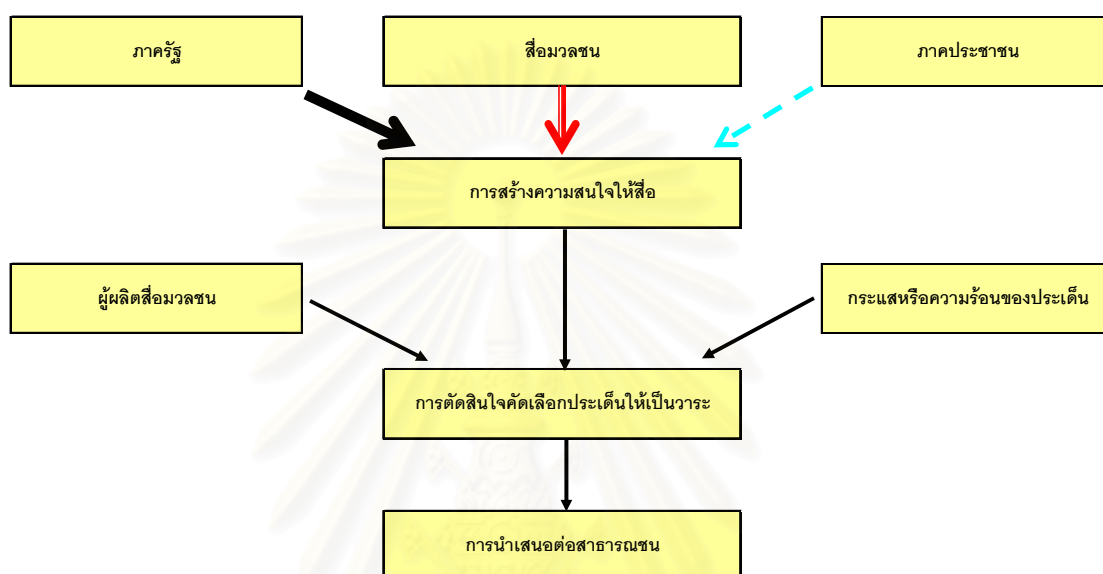 ภาครัฐ
สื่อมวลชน
ภาคประชาชน
การสร้างความสนใจให้สื่อ
ผู้ผลิตสื่อมวลชน
กระแสหรือความร้อนของประเด็น
การตัดสินใจคัดเลือกประเด็นให้เป็นวาระ
การนำเสนอต่อสาธารณชน